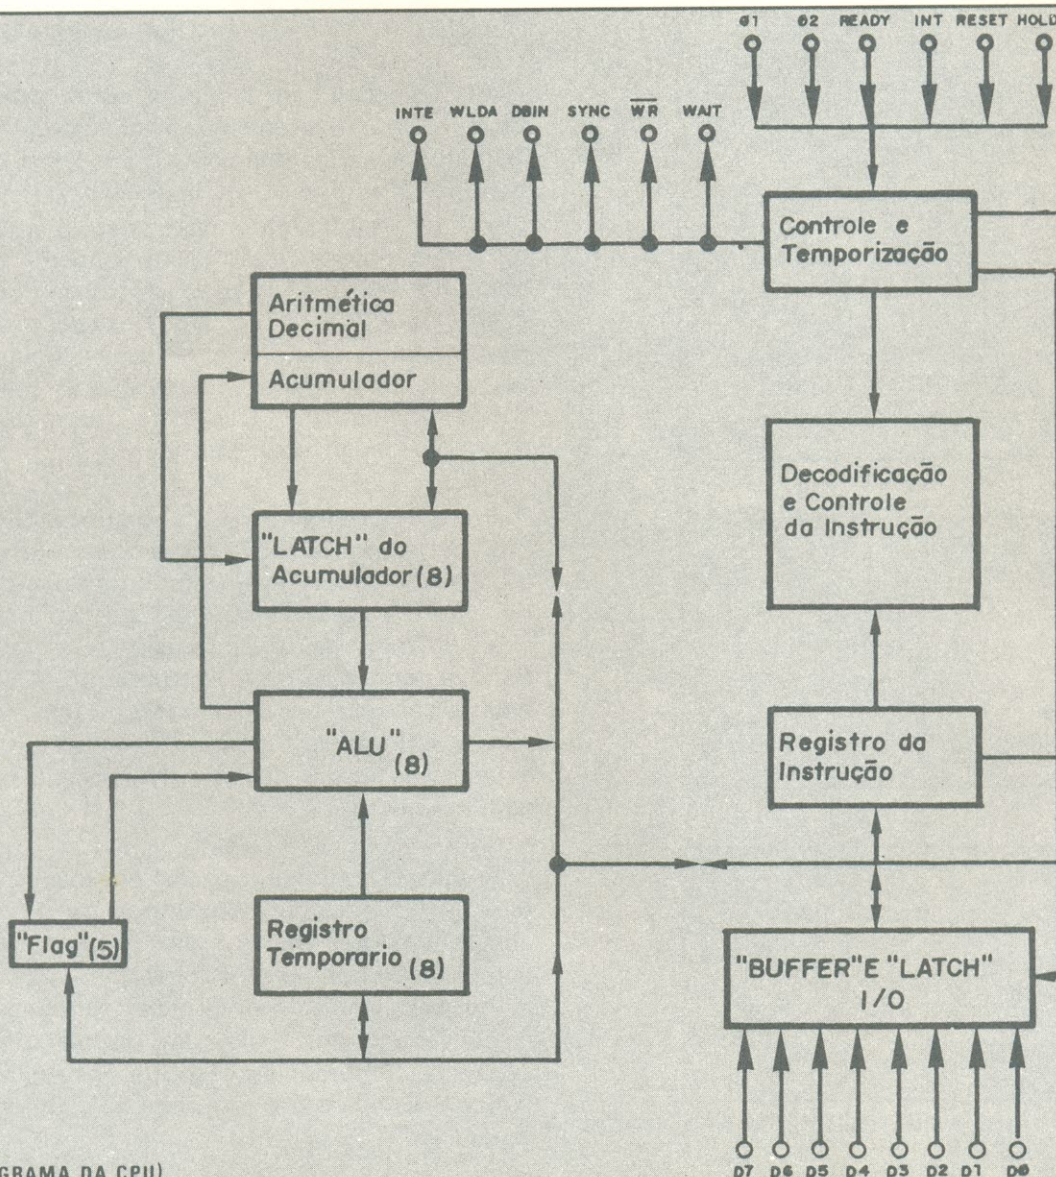 Ø1 Ø2 READY INT RESET HOLD
INTE WLDA DBIN SYNC WR WAIT
Controle e
Temporização
Aritmética
Decimal
Acumulador
Decodificação
e Controle
da Instrução
"LATCH" do
Acumulador (8)
"ALU"
(8)
Registro da
Instrução
"Flag" (5)
Registro
Temporario (8)
"BUFFER" E "LATCH"
I/O
D7 D6 D5 D4 D3 D2 D1 DØ
GRAMA DA CPU)